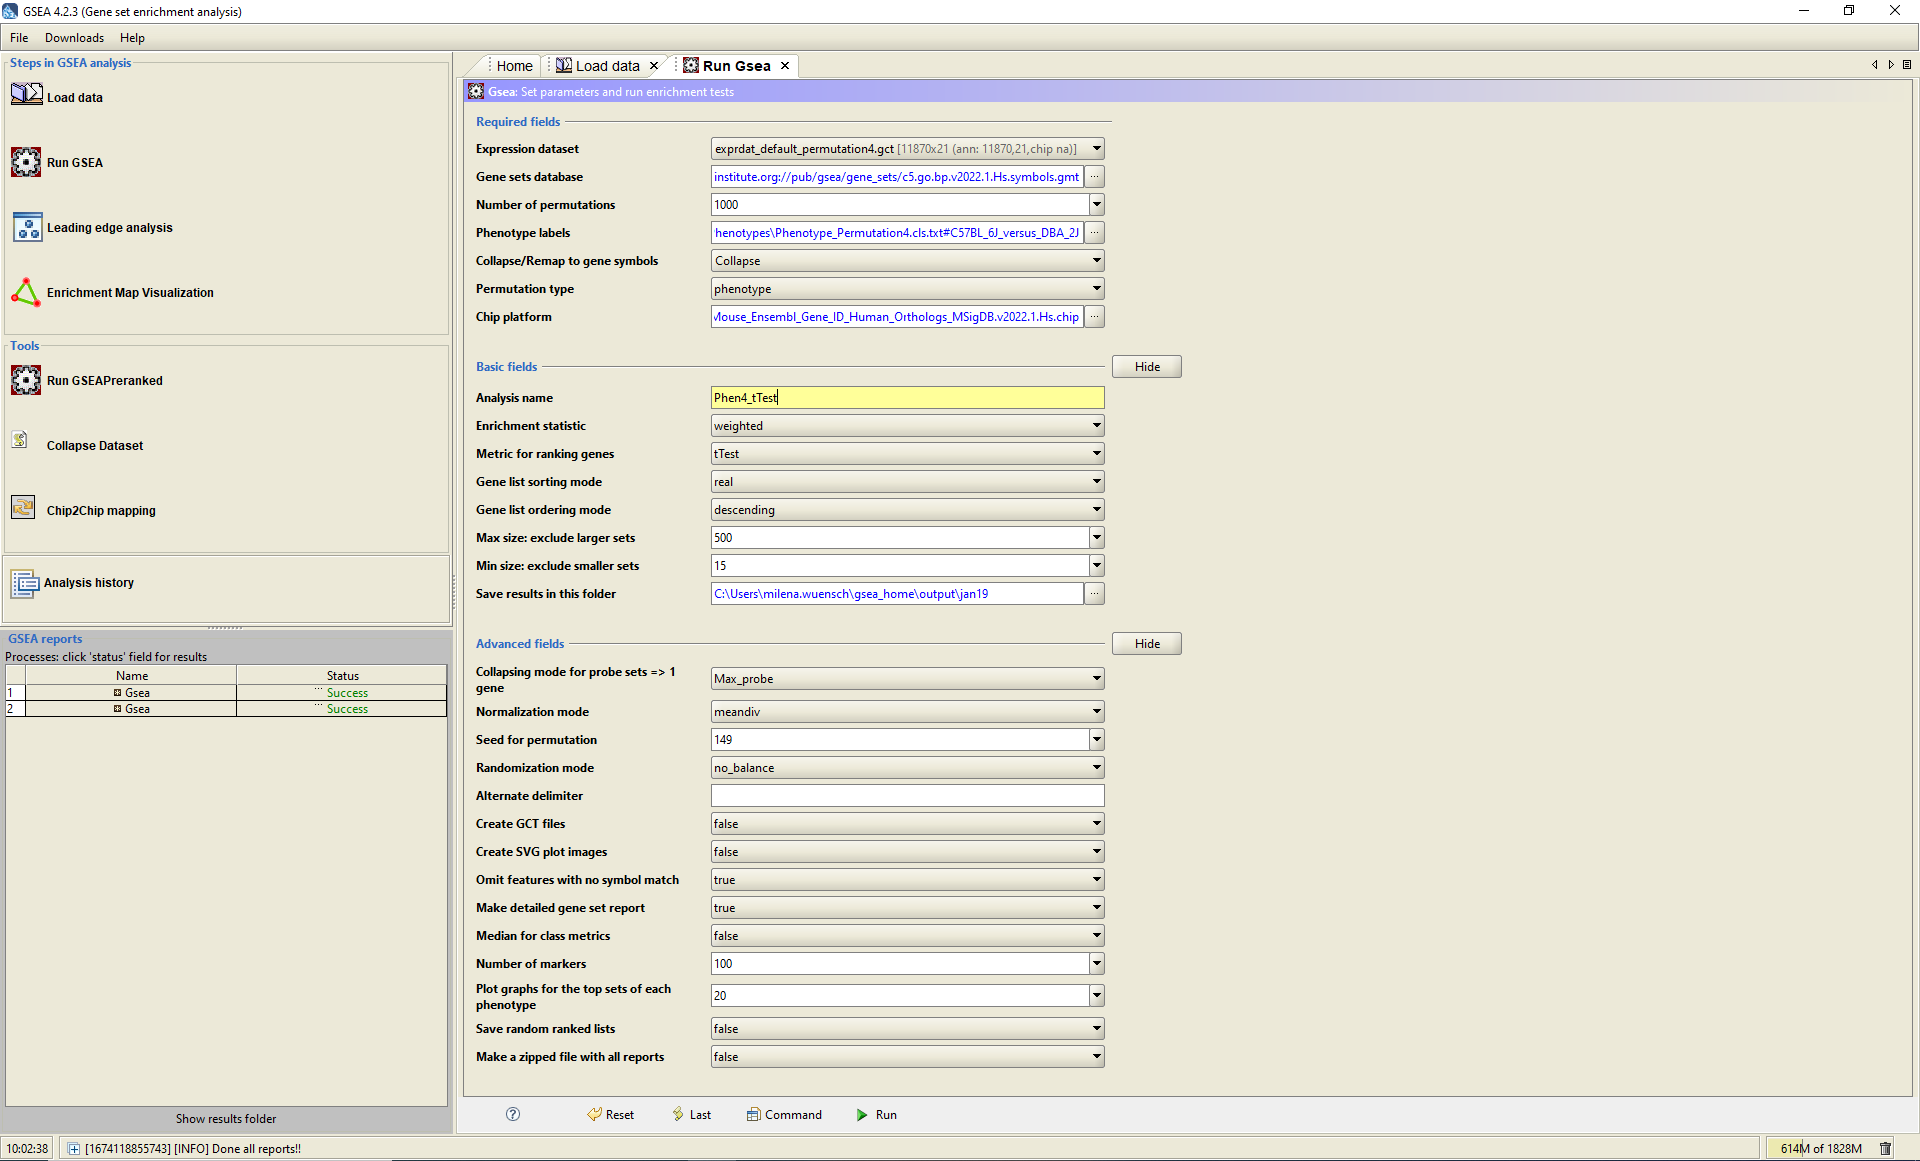 GSEA 4.2.3 (Gene set enrichment analysis)
File Downloads Help
Steps in GSEA analysis
Load data
Run GSEA
Leading edge analysis
Enrichment Map Visualization
Tools
Run GSEAPreranked
Collapse Dataset
Chip2Chip mapping
Analysis history
GSEA reports
Processes: click 'status' field for results
Name Status
1 Gsea ... Success
2 Gsea ... Success
Show results folder
Home Load data Run Gsea
Gsea: Set parameters and run enrichment tests
Required fields
Expression dataset exprdat_default_permutation4.gct [11870x21 (ann: 11870,21,chip na)]
Gene sets database institute.org://pub/gsea/gene_sets/c5.go.bp.v2022.1.Hs.symbols.gmt ...
Number of permutations 1000
Phenotype labels henotypes\Phenotype_Permutation4.cls.txt#C57BL_6J_versus_DBA_2J ...
Collapse/Remap to gene symbols Collapse
Permutation type phenotype
Chip platform Mouse_Ensembl_Gene_ID_Human_Orthologs_MSigDB.v2022.1.Hs.chip ...
Basic fields Hide
Analysis name Phen4_tTest
Enrichment statistic weighted
Metric for ranking genes tTest
Gene list sorting mode real
Gene list ordering mode descending
Max size: exclude larger sets 500
Min size: exclude smaller sets 15
Save results in this folder C:\Users\milena.wuensch\gsea_home\output\jan19 ...
Advanced fields Hide
Collapsing mode for probe sets => 1
gene Max_probe
Normalization mode meandiv
Seed for permutation 149
Randomization mode no_balance
Alternate delimiter
Create GCT files false
Create SVG plot images false
Omit features with no symbol match true
Make detailed gene set report true
Median for class metrics false
Number of markers 100
Plot graphs for the top sets of each
phenotype 20
Save random ranked lists false
Make a zipped file with all reports false
? Reset Last Command Run
10:02:38 [1674118855743] [INFO] Done all reports!! 614M of 1828M